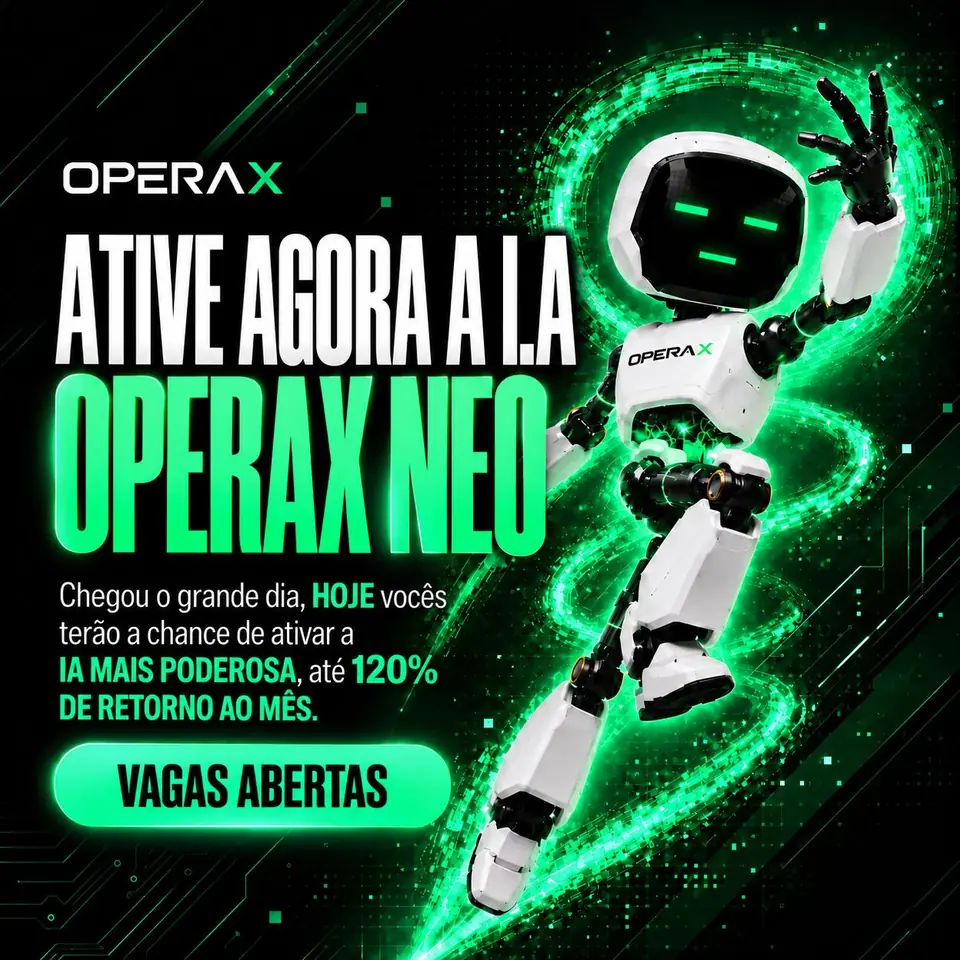 OPERAX
ATIVE AGORA A I.A
OPERAX NEO
OPERAX
Chegou o grande dia, HOJE vocês
terão a chance de ativar a
IA MAIS PODEROSA, até 120%
DE RETORNO AO MÊS.
VAGAS ABERTAS